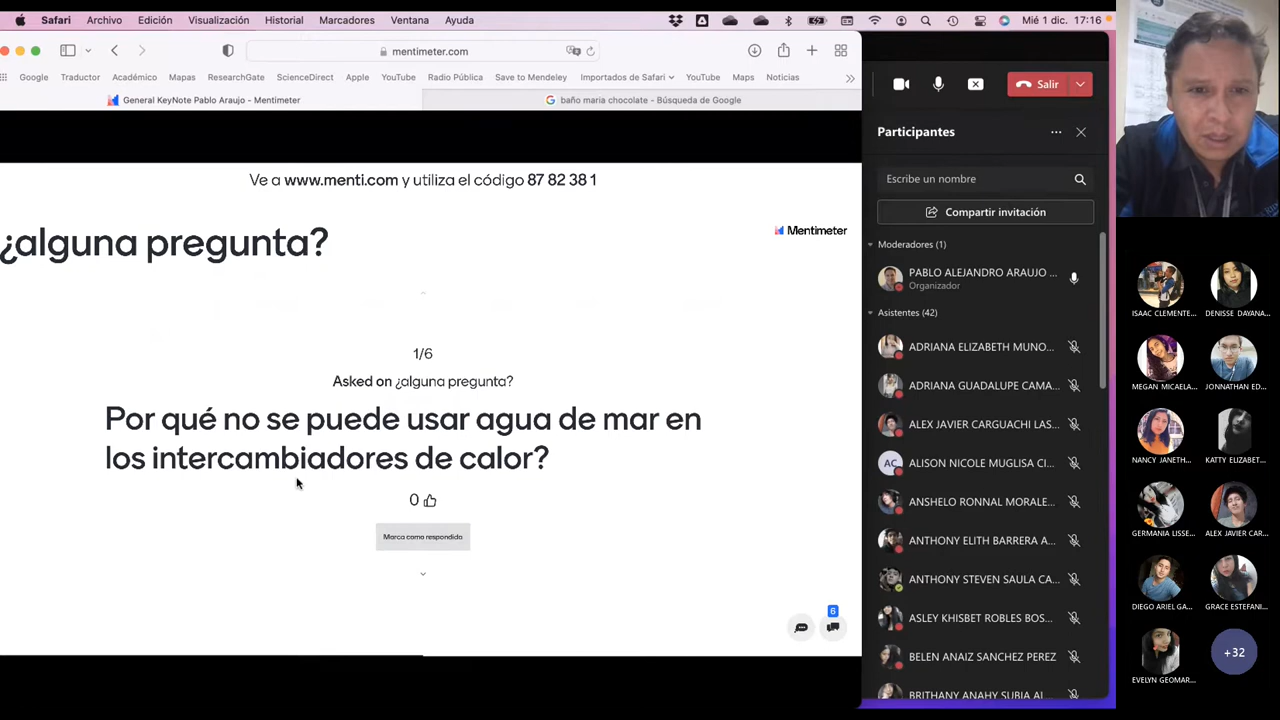 Safari Archivo Edición Visualización Historial Marcadores Ventana Ayuda Mié 1 dic. 17:16
mentimeter.com
Google Traductor Académico Mapas ResearchGate ScienceDirect Apple YouTube Radio Pública Save to Mendeley Importados de Safari YouTube Maps Noticias
General KeyNote Pablo Araujo - Mentimeter
baño maria chocolate - Búsqueda de Google
Ve a www.menti.com y utiliza el código 87 82 38 1
¿alguna pregunta?
Mentimeter
1/6
Asked on ¿alguna pregunta?
Por qué no se puede usar agua de mar en
los intercambiadores de calor?
0
Marca como respondida
6
Salir
Participantes
Escribe un nombre
Compartir invitación
Moderadores (1)
PABLO ALEJANDRO ARAUJO ...
Organizador
Asistentes (42)
ADRIANA ELIZABETH MUNO...
ADRIANA GUADALUPE CAMA...
ALEX JAVIER CARGUACHI LAS...
AC
ALISON NICOLE MUGLISA CI...
ANSHELO RONNAL MORALE...
ANTHONY ELITH BARRERA A...
ANTHONY STEVEN SAULA CA...
ASLEY KHISBET ROBLES BOS...
BELEN ANAIZ SANCHEZ PEREZ
BRITHANY ANAHY SUBIA AL...
ISAAC CLEMENTE...
DENISSE DAYANA...
MEGAN MICAELA...
JONNATHAN ED...
NANCY JANETH...
KATTY ELIZABET...
GERMANIA LISSE...
ALEX JAVIER CAR...
DIEGO ARIEL GA...
GRACE ESTEFANI...
EVELYN GEOMAR...
+32